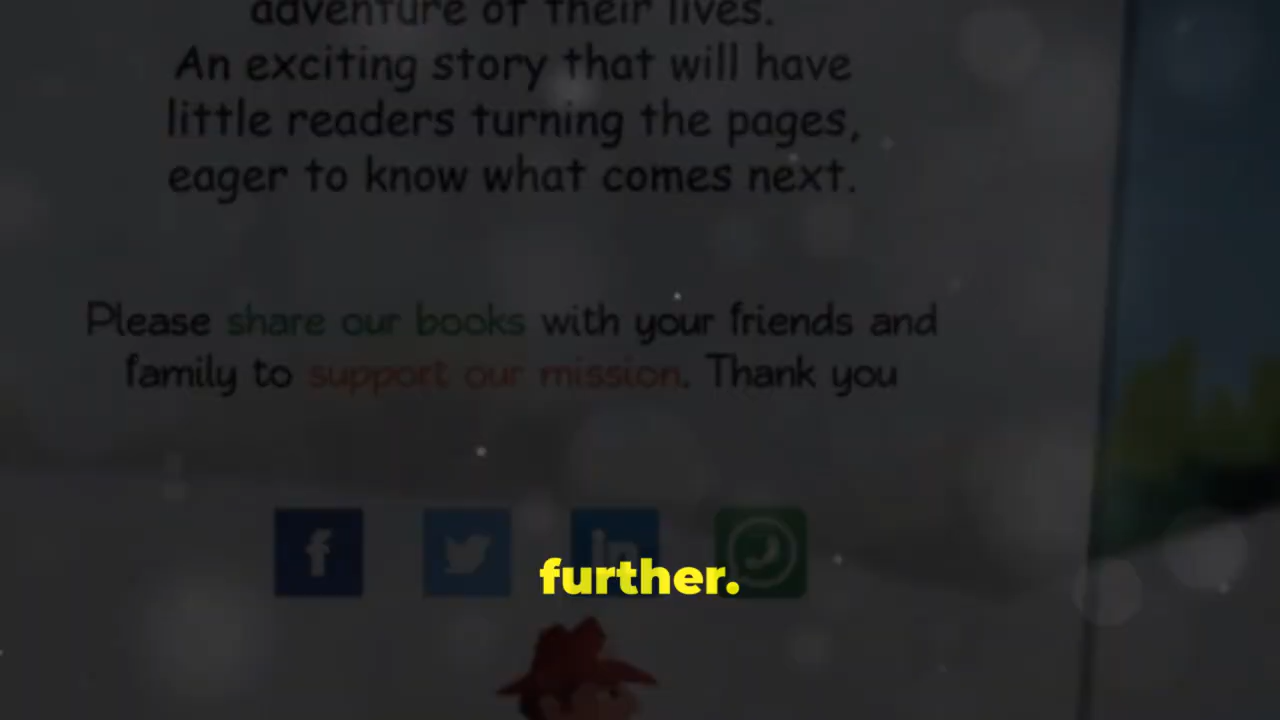 adventure of their lives.
An exciting story that will have
little readers turning the pages,
eager to know what comes next.
Please share our books with your friends and
family to support our mission. Thank you
f
in
further.